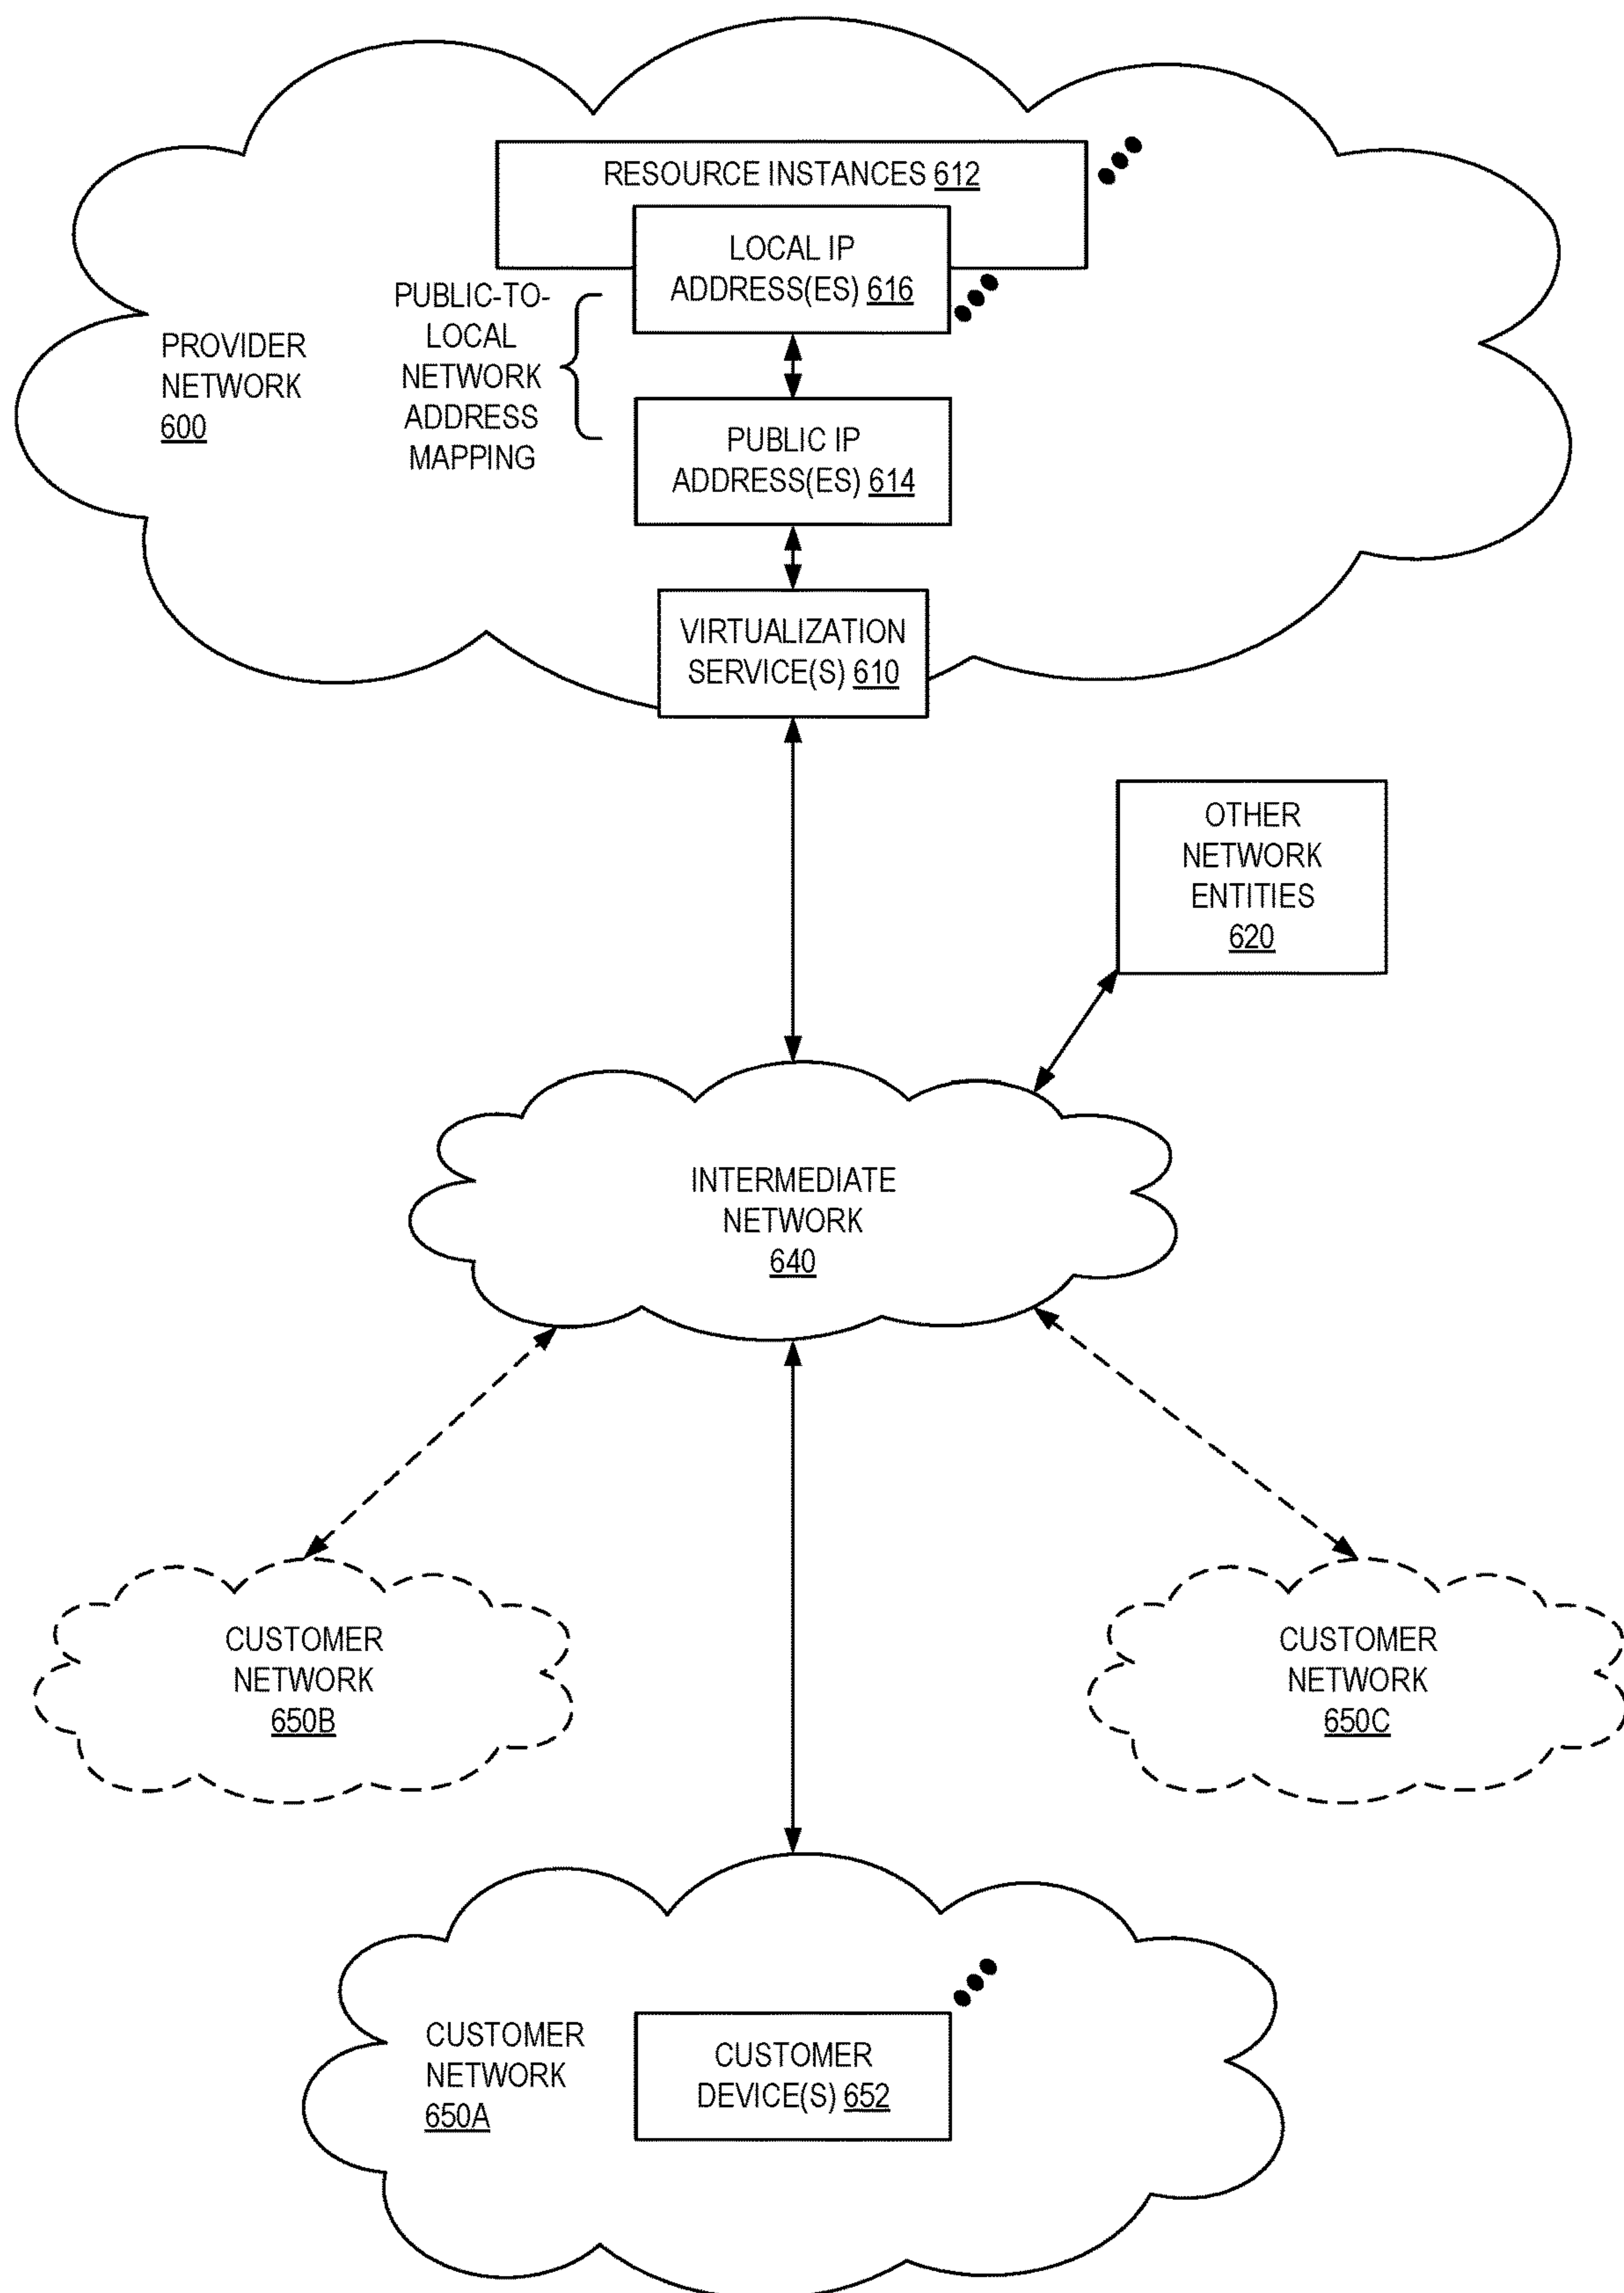 RESOURCE INSTANCES 612
LOCAL IP
ADDRESS(ES) 616
PUBLIC-TO-
LOCAL
NETWORK
ADDRESS
MAPPING
PROVIDER
NETWORK
600
PUBLIC IP
ADDRESS(ES) 614
VIRTUALIZATION
SERVICE(S) 610
OTHER
NETWORK
ENTITIES
620
INTERMEDIATE
NETWORK
640
CUSTOMER
NETWORK
650B
CUSTOMER
NETWORK
650C
CUSTOMER
NETWORK
650A
CUSTOMER
DEVICE(S) 652